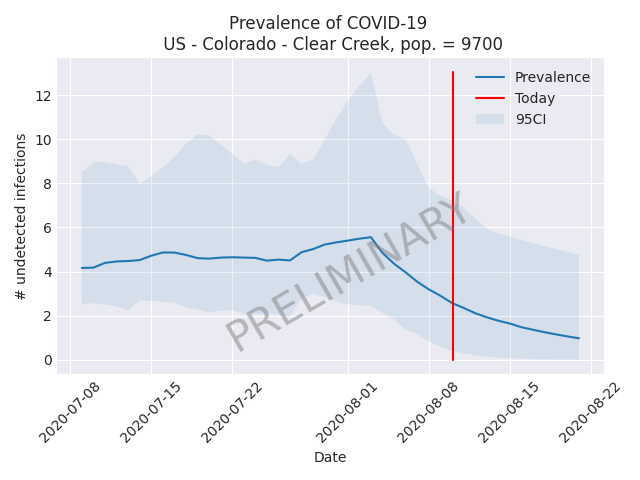 Prevalence of COVID-19
US - Colorado - Clear Creek, pop. = 9700
Prevalence
Today
95CI
# undetected infections
12
10
8
6
4
2
0
PRELIMINARY
2020-07-08
2020-07-15
2020-07-22
2020-08-01
2020-08-08
2020-08-15
2020-08-22
Date